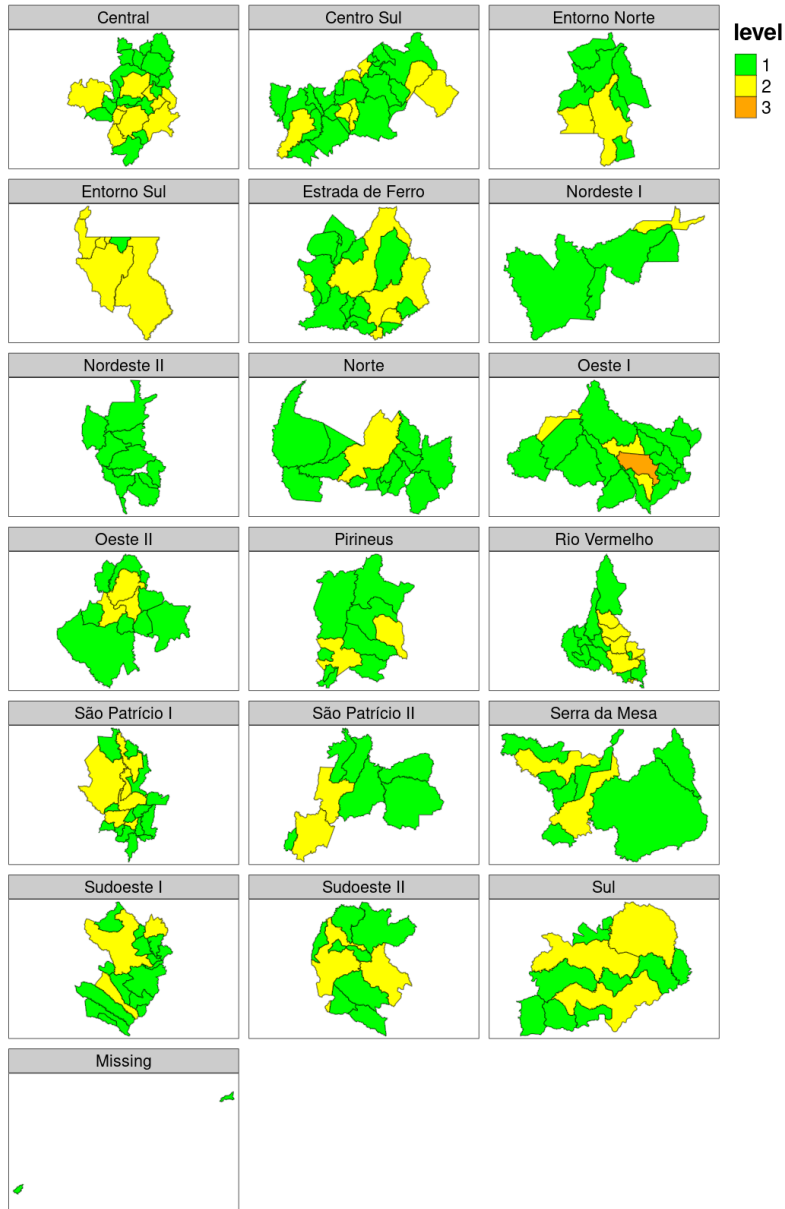 Central
Centro Sul
Entorno Norte
level
1
2
3
Entorno Sul
Estrada de Ferro
Nordeste I
Nordeste II
Norte
Oeste I
Oeste II
Pirineus
Rio Vermelho
São Patrício I
São Patrício II
Serra da Mesa
Sudoeste I
Sudoeste II
Sul
Missing